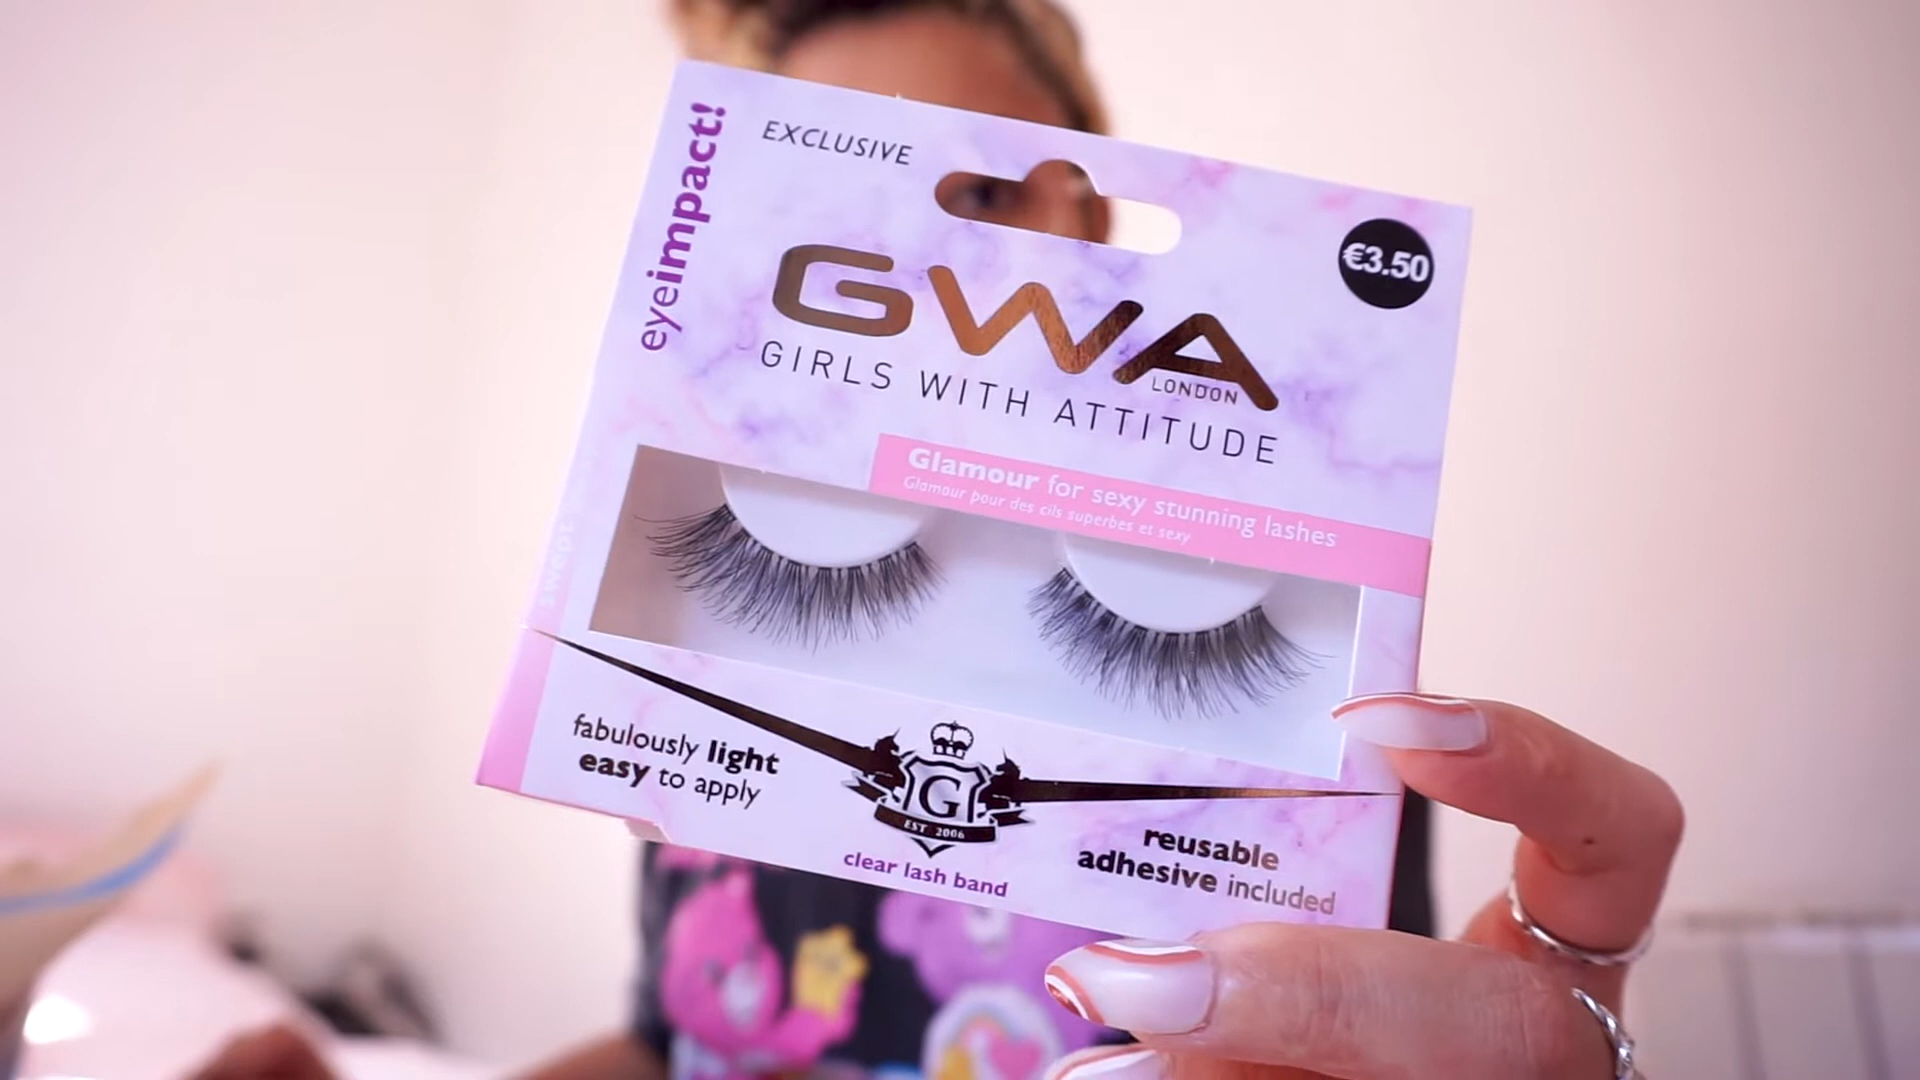 eyeimpact!
EXCLUSIVE
€3.50
GWA
LONDON
GIRLS WITH ATTITUDE
Glamour for sexy stunning lashes
Glamour pour des cils superbes et sexy
swept
fabulously light
easy to apply
G
EST 2006
clear lash band
reusable
adhesive included